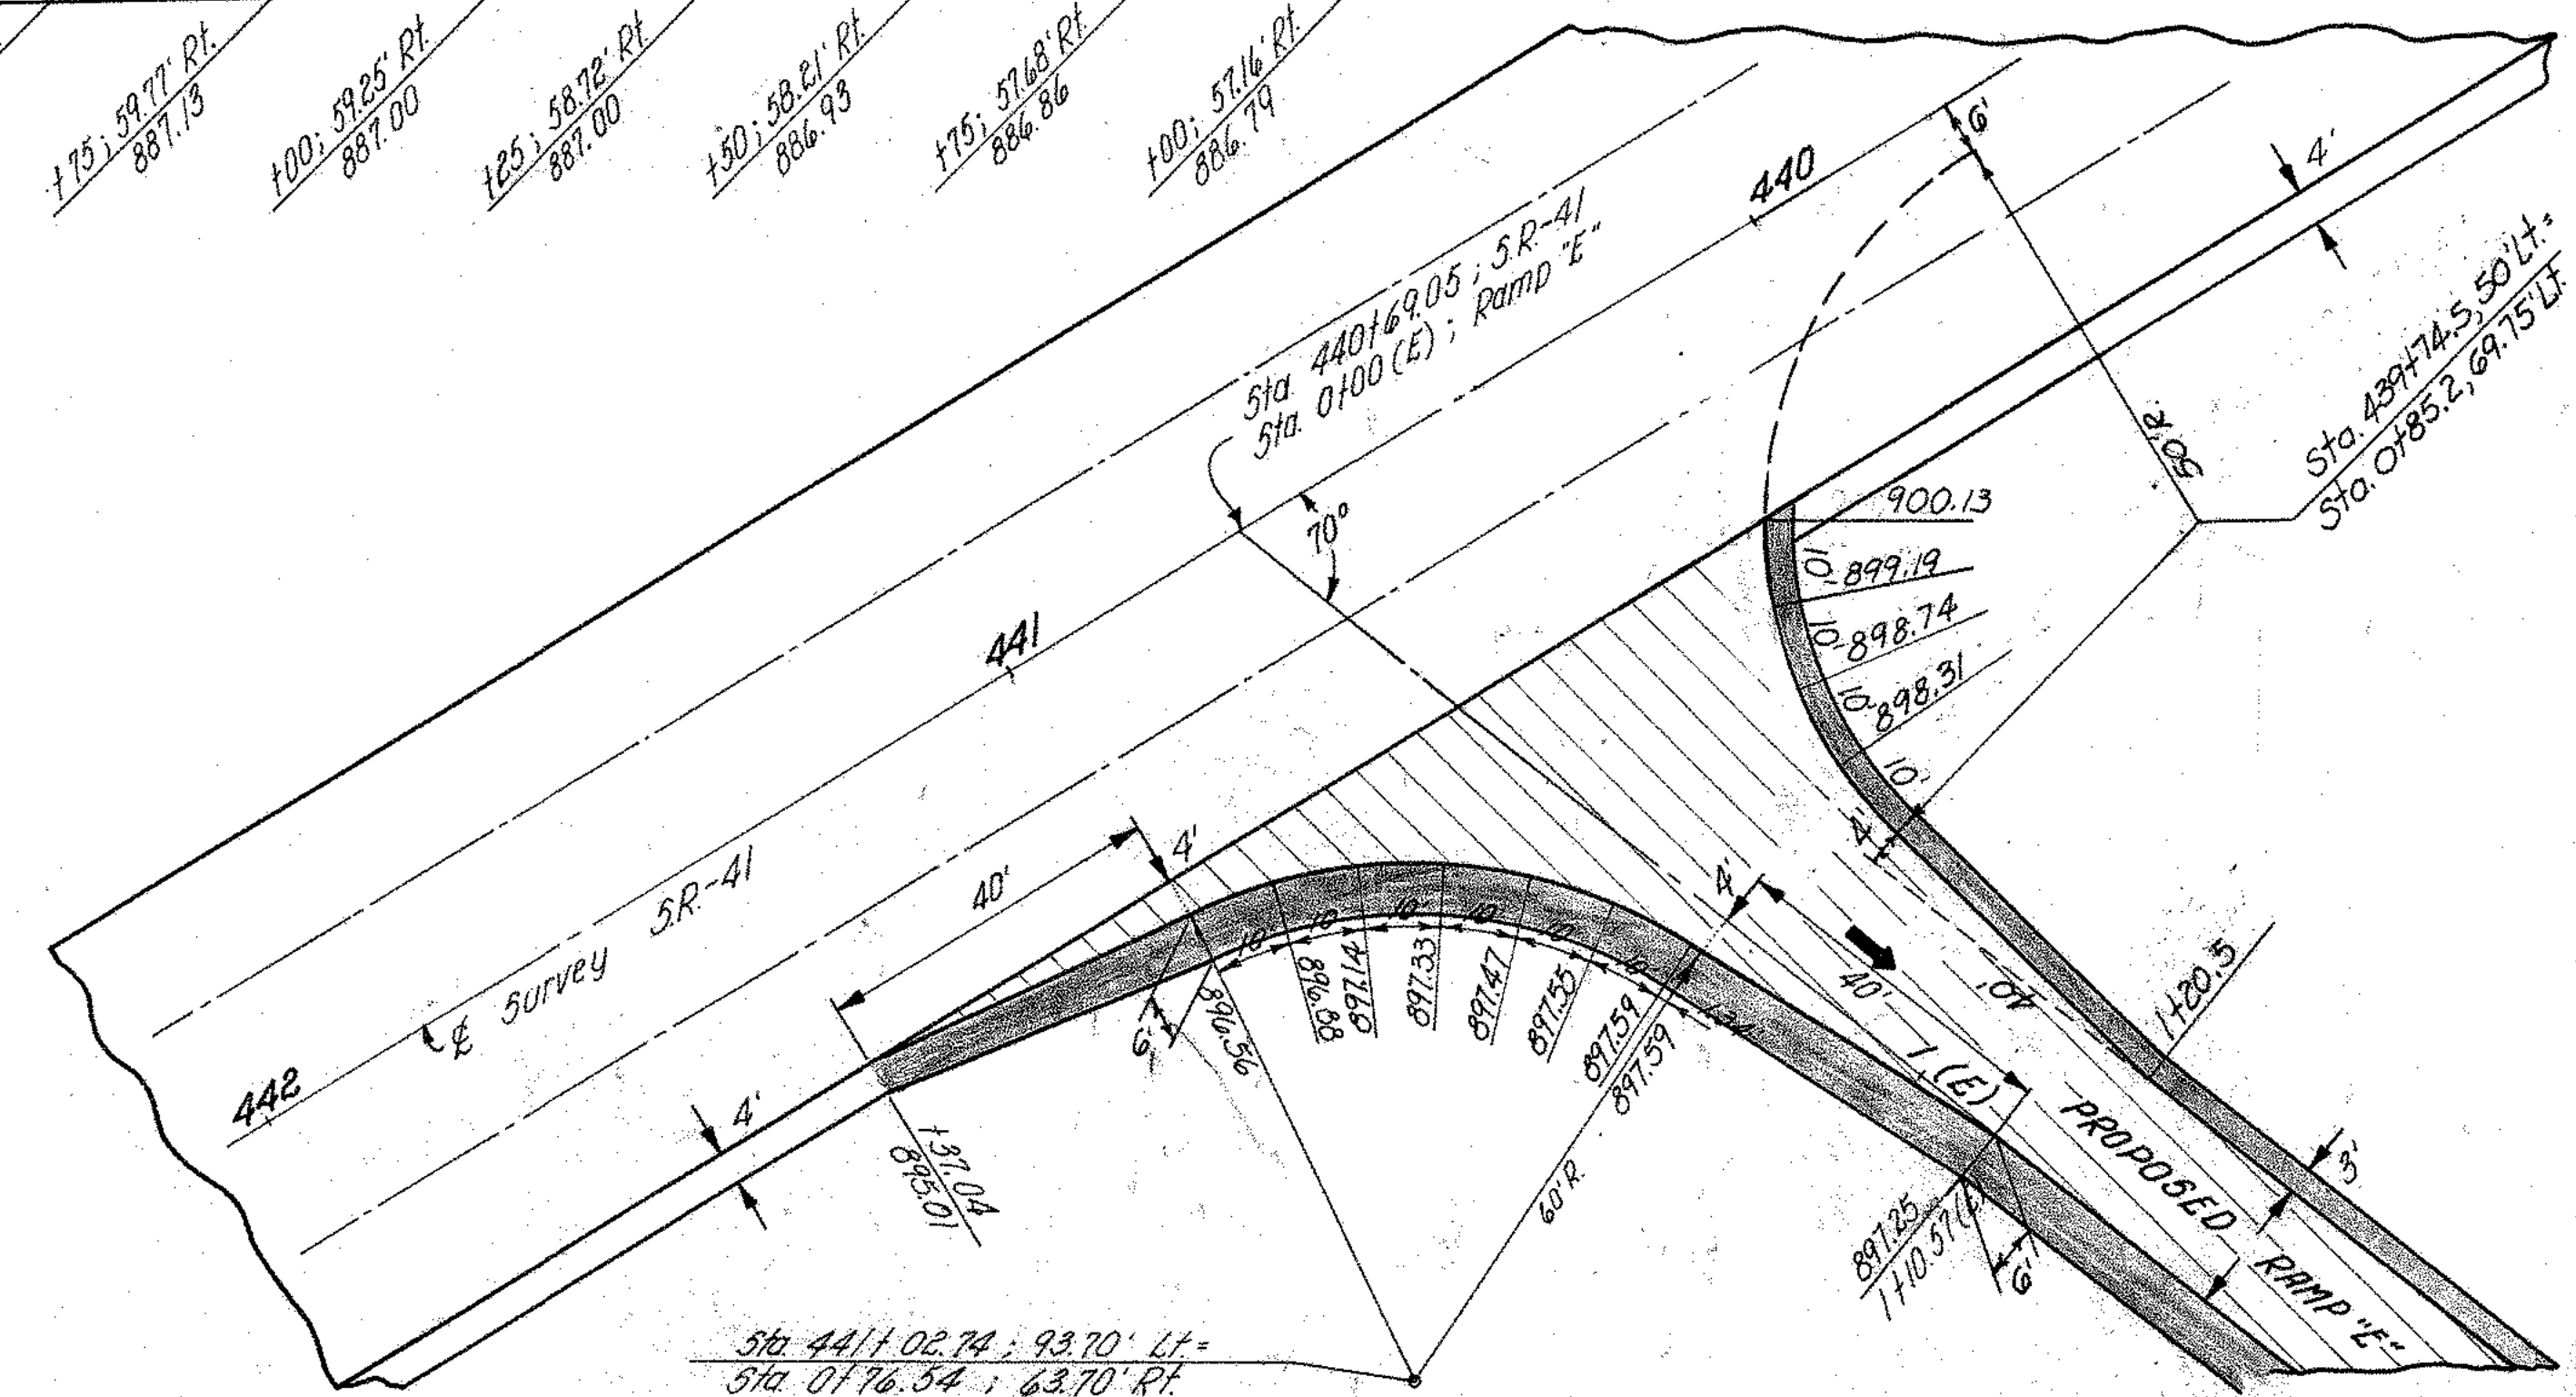 +75; 59.77' Rt.
887.13
+00; 59.25' Rt.
887.00
+25; 58.72' Rt.
887.00
+50; 58.21' Rt.
886.93
+75; 57.68' Rt.
886.86
+00; 57.16' Rt.
886.79
6'
440
4'
Sta 440+69.05; S.R-41
Sta. 0+00 (E); Ramp "E"
Sta. 439+74.5, 50' Lt.=
Sta. 0+85.2, 69.75' Lt.
50' R.
70°
900.13
10'
899.19
10'
898.74
10'
898.31
10'
4'
441
℄ Survey S.R.-41
442
40'
4'
4'
+37.04
895.01
6'
896.56
10'
896.88
10'
897.14
10'
897.33
10'
897.47
10'
897.55
10'
897.59
897.59
4'
40'
40'
1 (E)
1+20.5
3'
60' R.
897.25
1+10.57 (E)
6'
PROPOSED
RAMP "E"
Sta 441+02.74; 93.70' Lt=
Sta 0+76.54; 63.70' Rt.